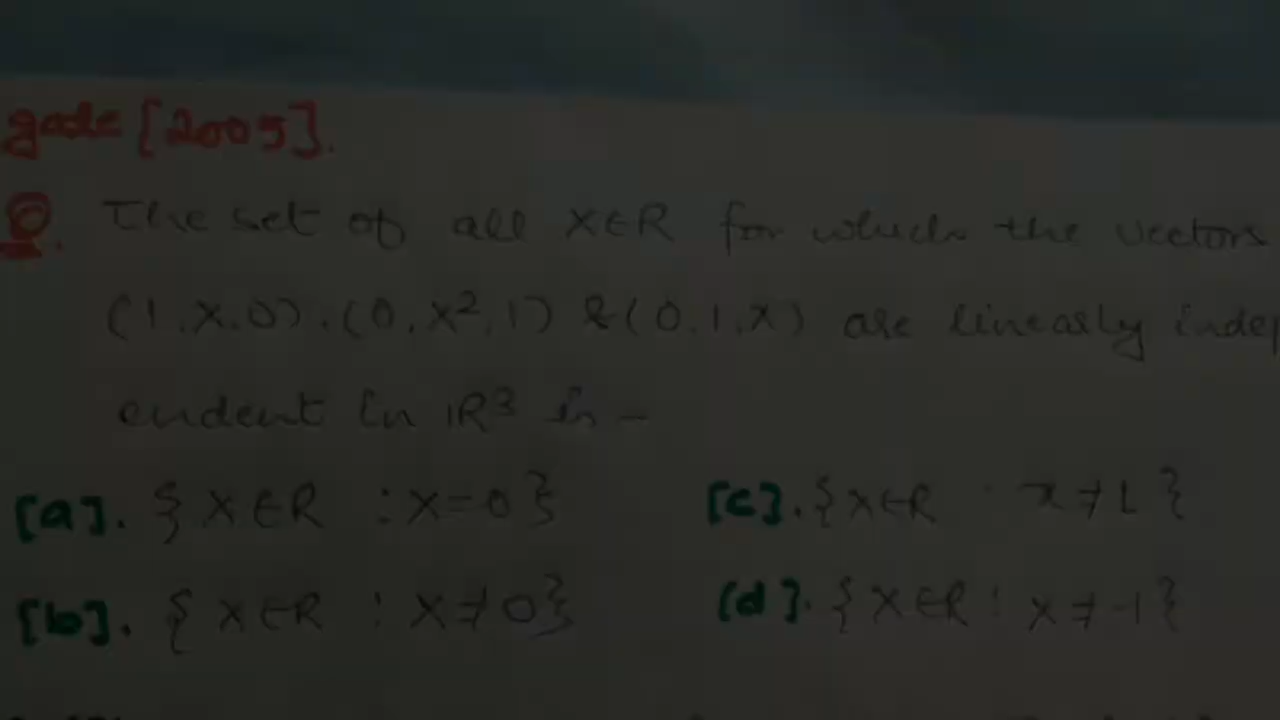 gate [2005].
Q. The set of all X∈R for which the vectors
(1,X,0),(0,X²,1) &(0,1,X) are linearly indep
endent in IR³ is -
[a]. {X∈R : X=0}
[c]. {X∈R : x≠1}
[b]. {X∈R : X≠0}
[d]. {X∈R : X≠-1}